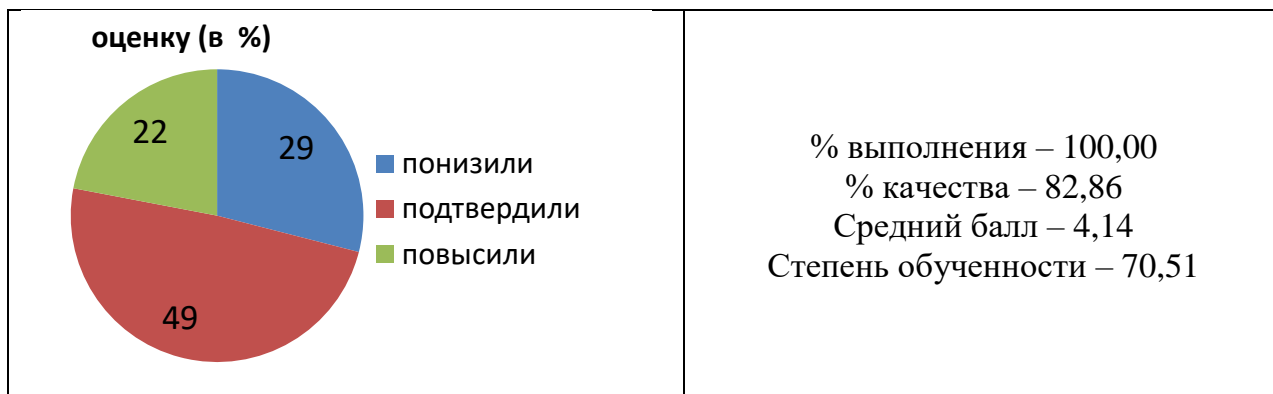 оценку (в %)
22
29
49
понизили
подтвердили
повысили
% выполнения – 100,00
% качества – 82,86
Средний балл – 4,14
Степень обученности – 70,51